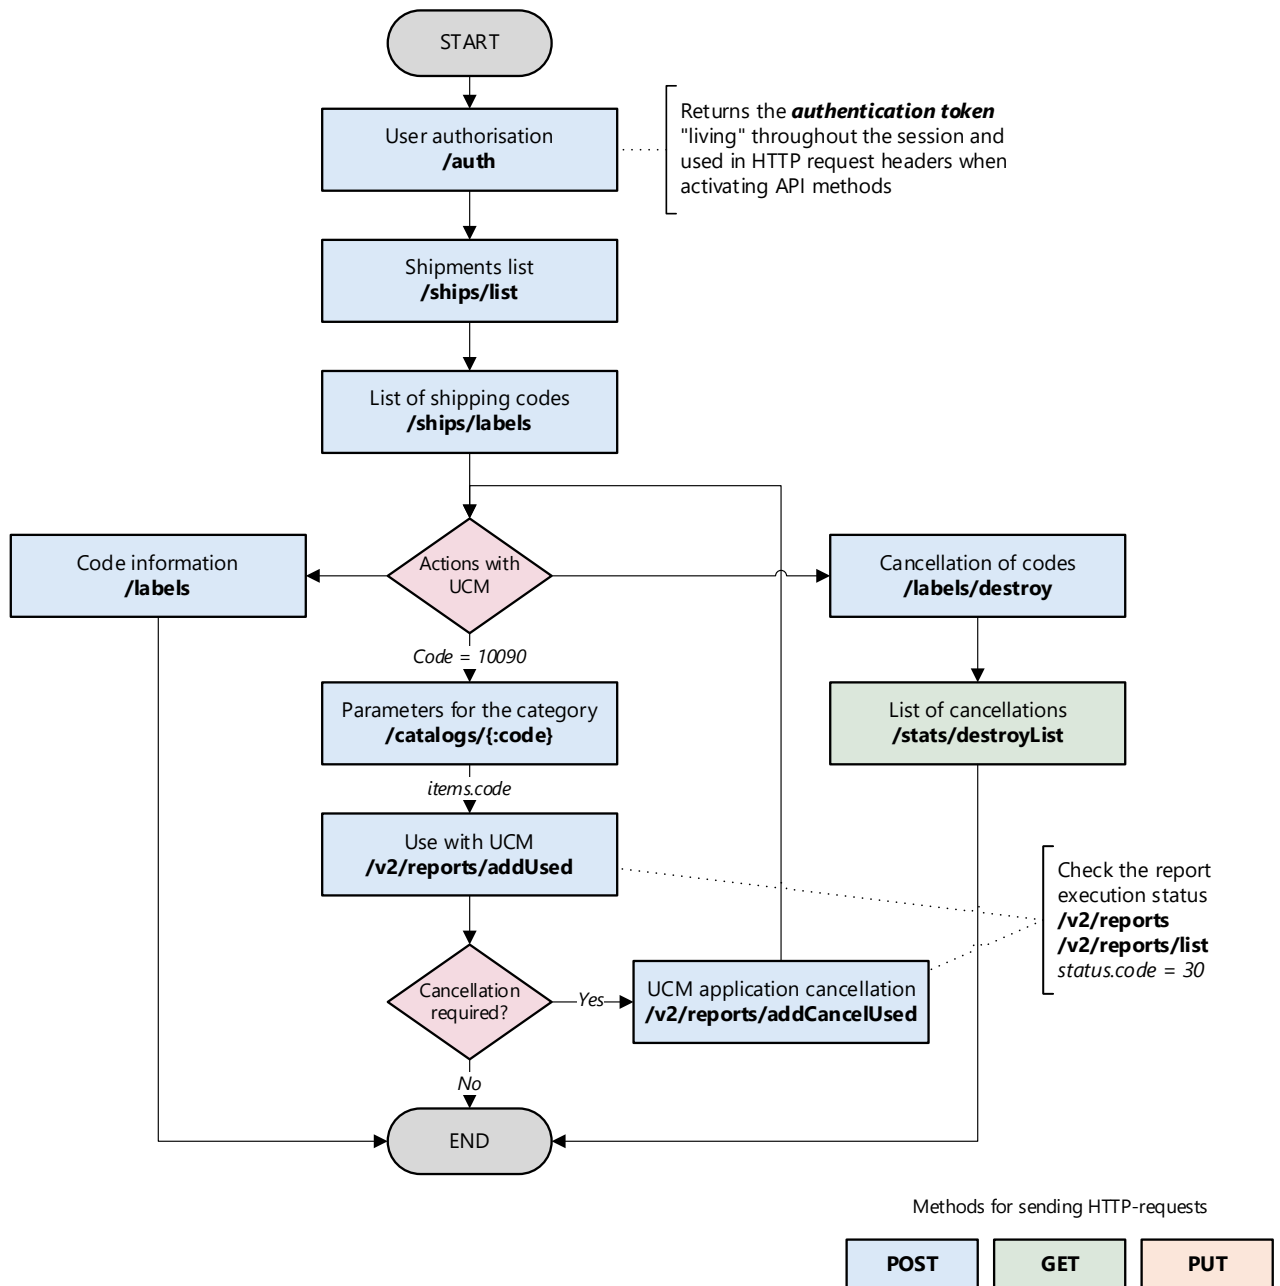 START
User authorisation
/auth
Returns the authentication token
"living" throughout the session and
used in HTTP request headers when
activating API methods
Shipments list
/ships/list
List of shipping codes
/ships/labels
Code information
/labels
Actions with
UCM
Cancellation of codes
/labels/destroy
Code = 10090
Parameters for the category
/catalogs/{:code}
List of cancellations
/stats/destroyList
items.code
Use with UCM
/v2/reports/addUsed
Check the report
execution status
/v2/reports
/v2/reports/list
status.code = 30
Cancellation
required?
Yes
UCM application cancellation
/v2/reports/addCancelUsed
No
END
Methods for sending HTTP-requests
POST
GET
PUT